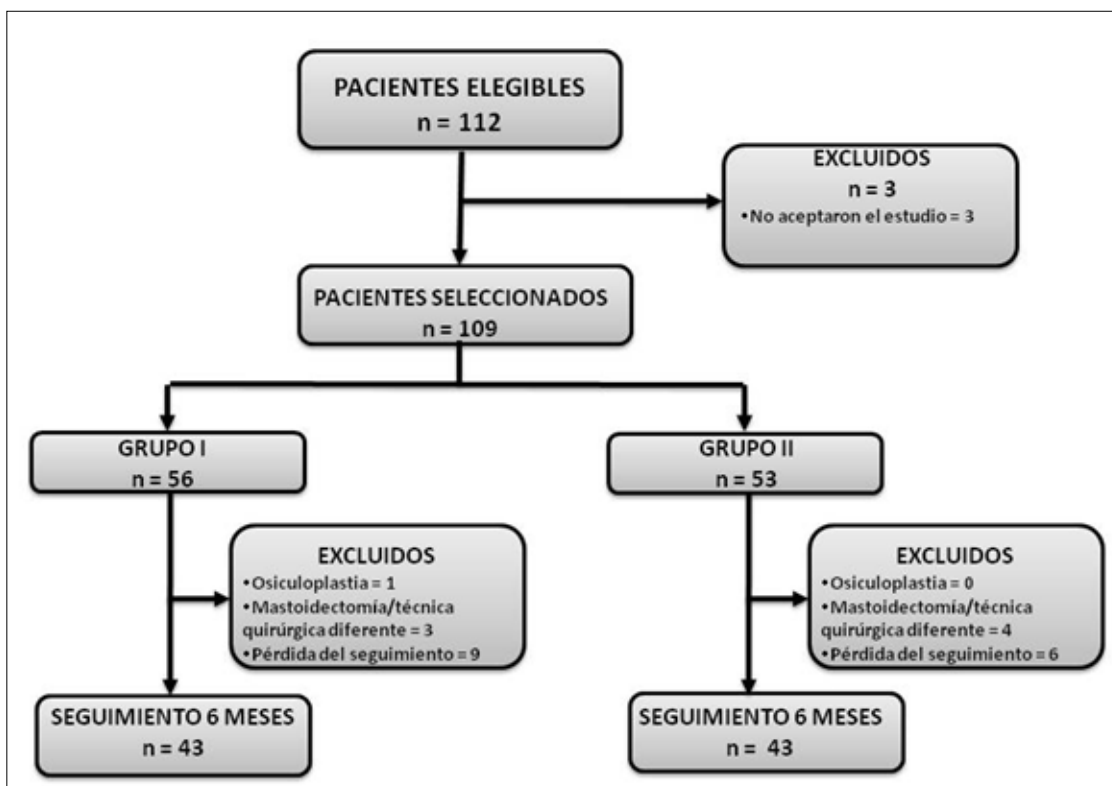 PACIENTES ELEGIBLES
n = 112
EXCLUIDOS
n = 3
•No aceptaron el estudio = 3
PACIENTES SELECCIONADOS
n = 109
GRUPO I
n = 56
GRUPO II
n = 53
EXCLUIDOS
•Osiculoplastia = 1
•Mastoidectomía/técnica
quirúrgica diferente = 3
•Pérdida del seguimiento = 9
EXCLUIDOS
•Osiculoplastia = 0
•Mastoidectomía/técnica
quirúrgica diferente = 4
•Pérdida del seguimiento = 6
SEGUIMIENTO 6 MESES
n = 43
SEGUIMIENTO 6 MESES
n = 43